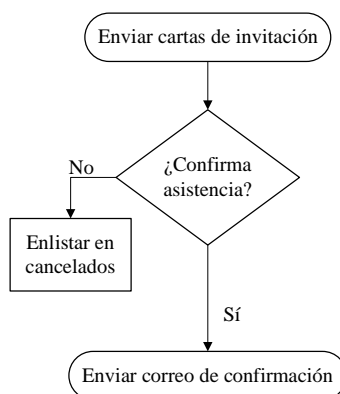 Enviar cartas de invitación
¿Confirma
asistencia?
No
Enlistar en
cancelados
Sí
Enviar correo de confirmación